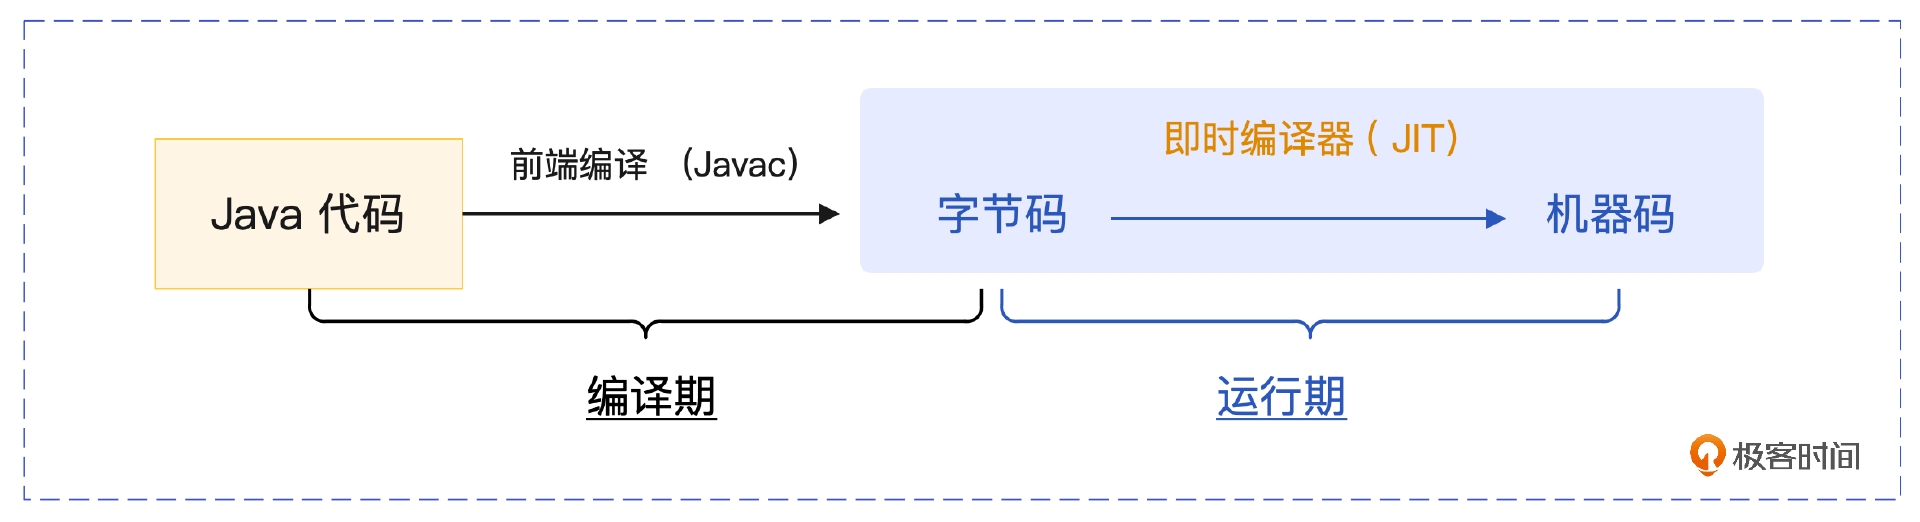 即时编译器 ( JIT)
前端编译 (Javac)
Java 代码
字节码
机器码
编译期
运行期
极客时间